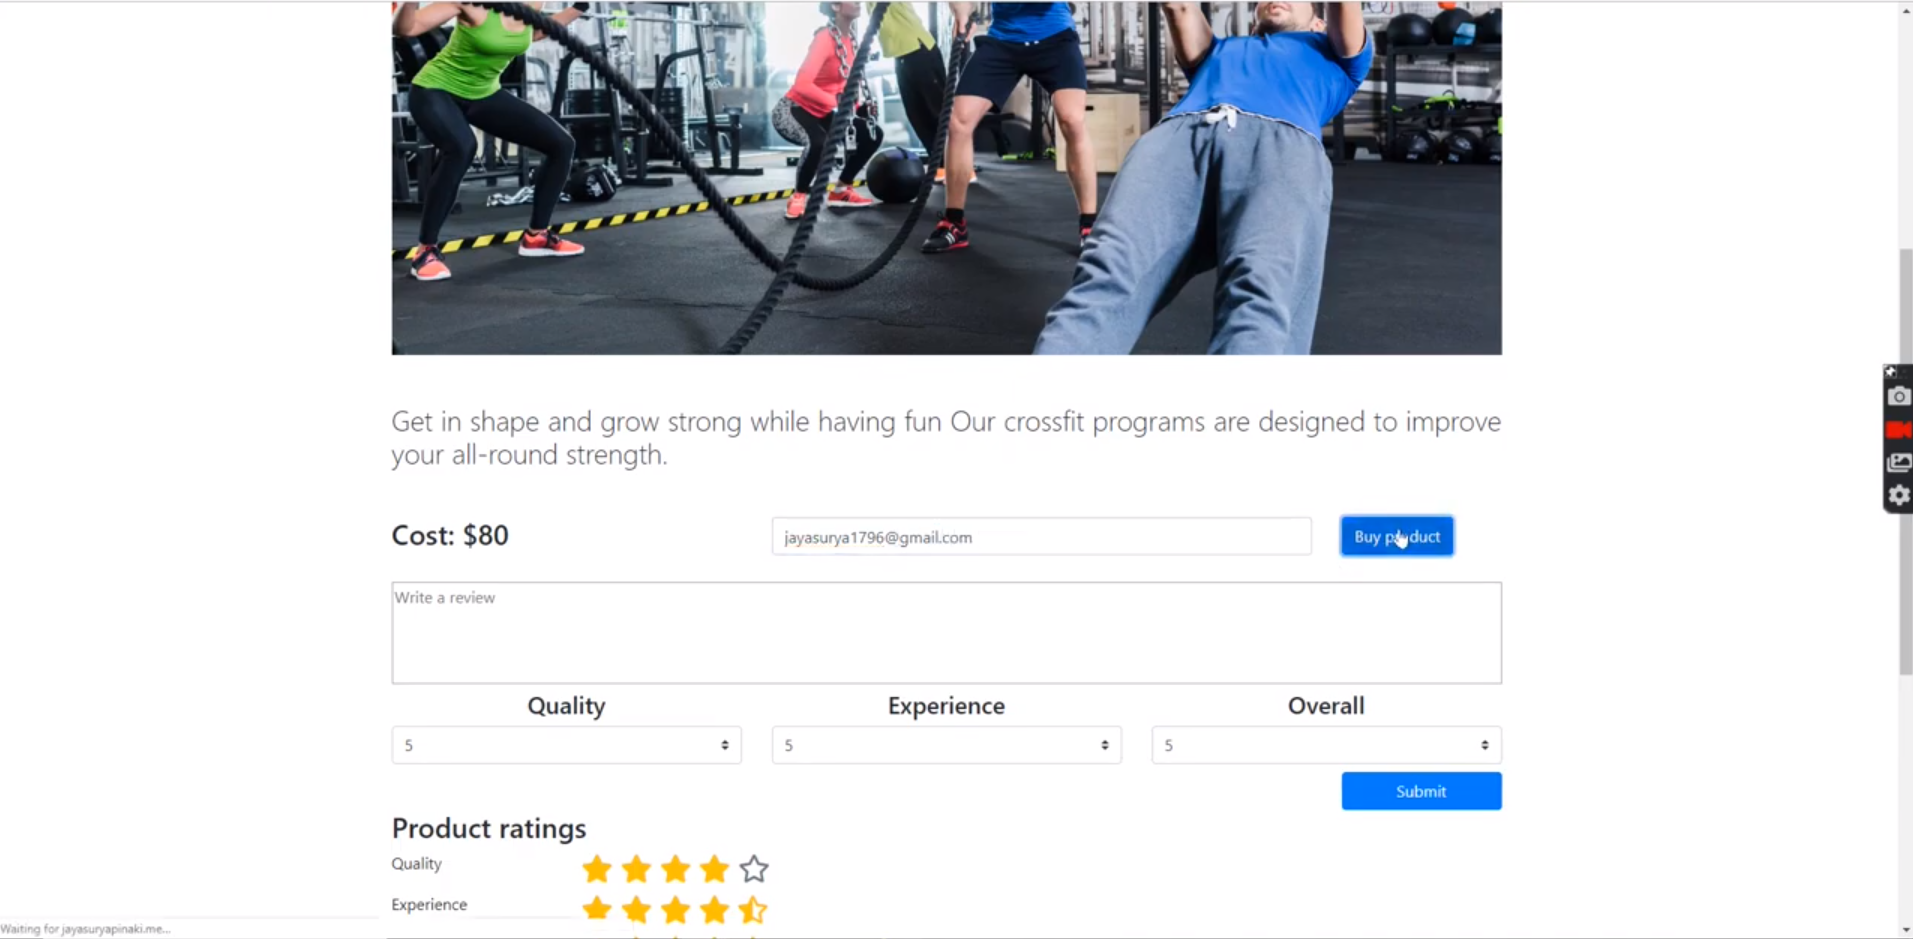 Get in shape and grow strong while having fun Our crossfit programs are designed to improve
your all-round strength.
Cost: $80
jayasurya1796@gmail.com
Buy product
Write a review
Quality
Experience
Overall
5
5
5
Submit
Product ratings
Quality
Experience
Waiting for jayasuryapinaki.me...